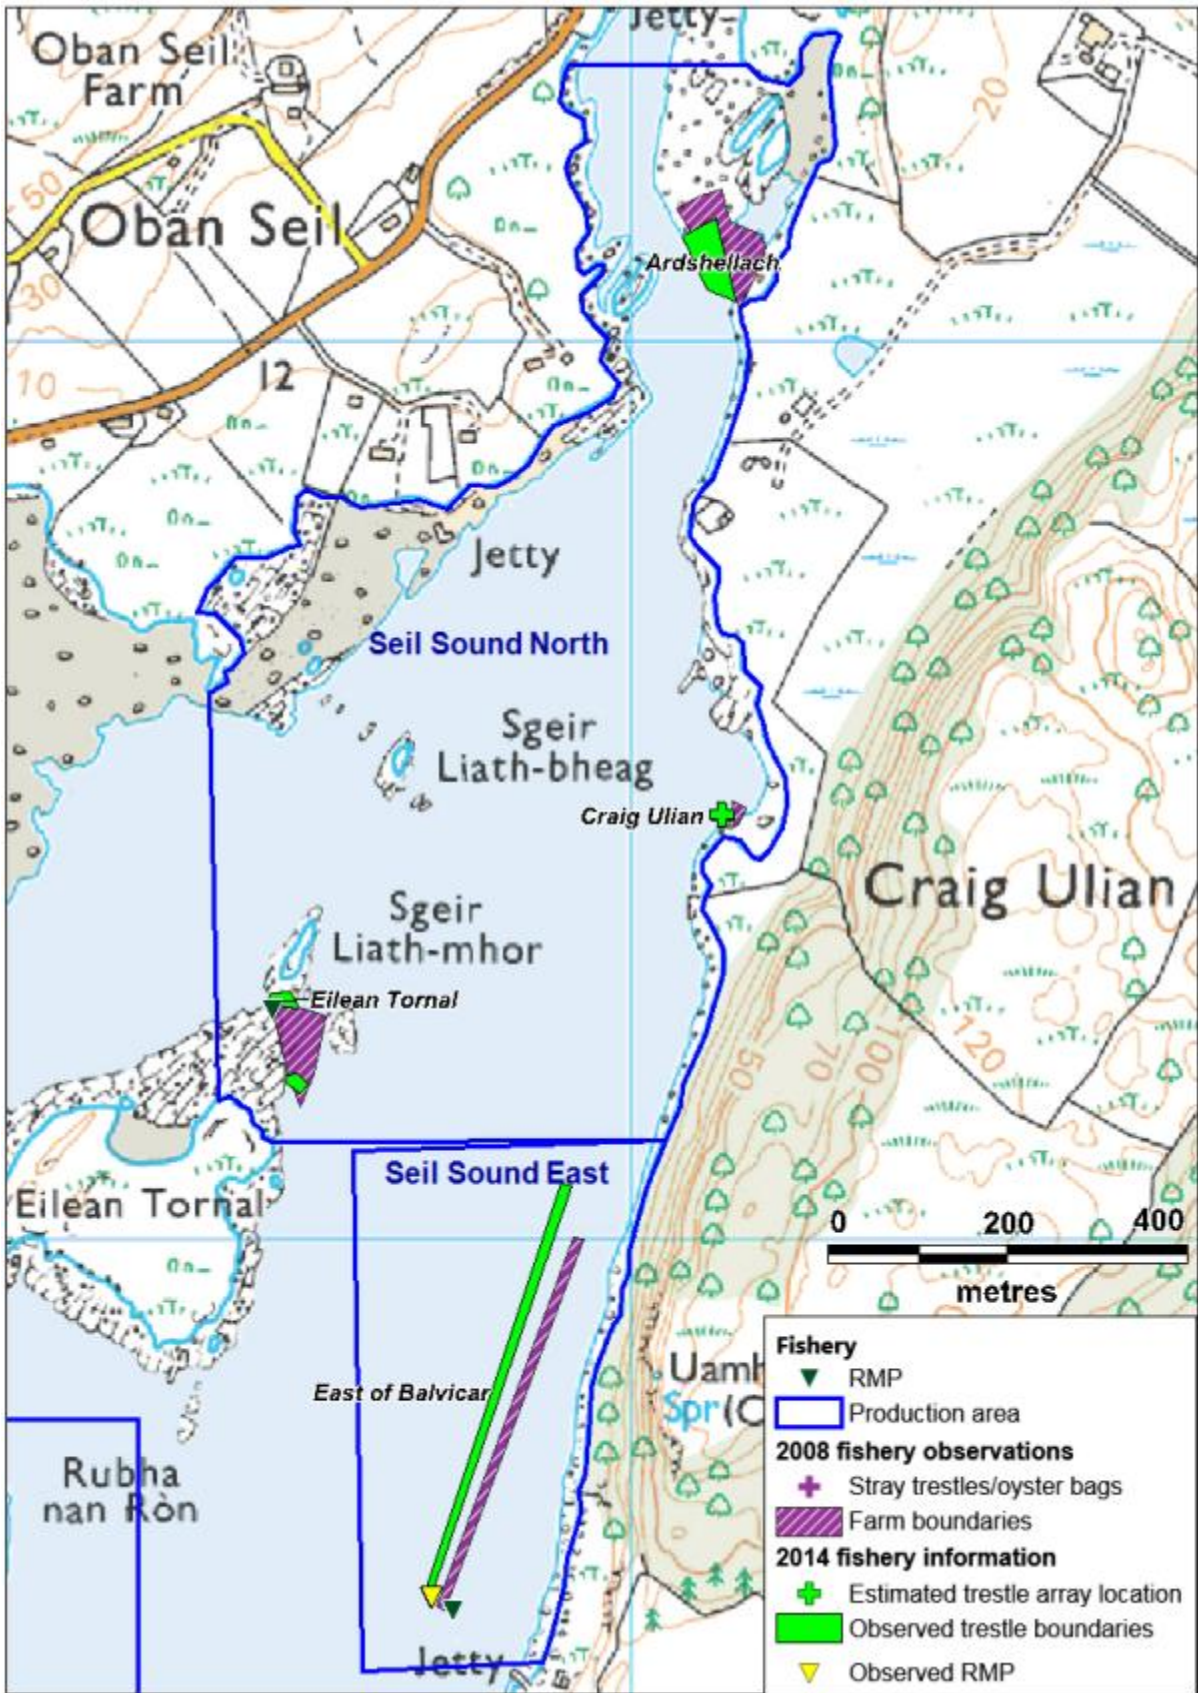 Jetty
Oban Seil
Farm
50
20
Oban Seil
Ardshellach
30
12
10
Jetty
Seil Sound North
Sgeir
Liath-bheag
Craig Ulian
Craig Ulian
Sgeir
Liath-mhor
Eilean Tornal
50
70
100
120
Seil Sound East
Eilean Tornal
0 200 400
metres
East of Balvicar
Uamh
Spr (C
Rubha
nan Ròn
Jetty
Fishery
RMP
Production area
2008 fishery observations
Stray trestles/oyster bags
Farm boundaries
2014 fishery information
Estimated trestle array location
Observed trestle boundaries
Observed RMP